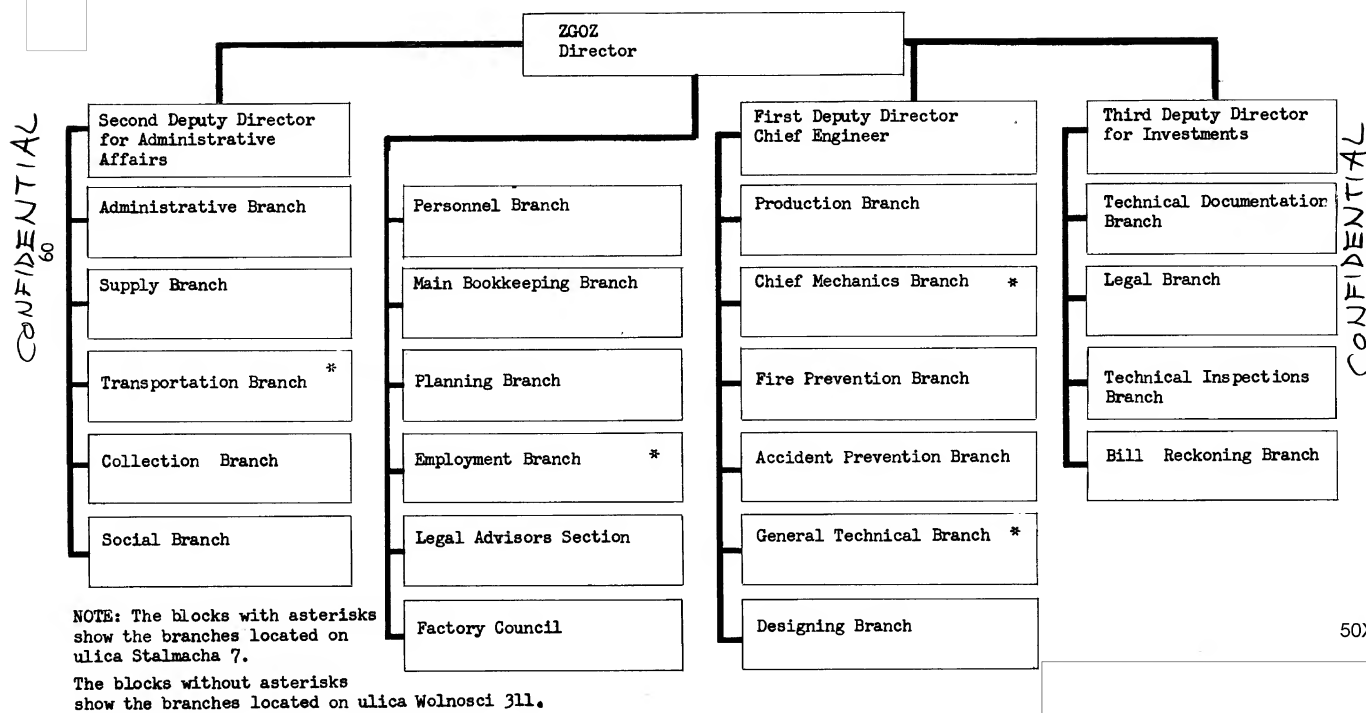 ZGOZ
Director
CONFIDENTIAL
60
Second Deputy Director
for Administrative
Affairs
Administrative Branch
Supply Branch
Transportation Branch *
Collection Branch
Social Branch
Personnel Branch
Main Bookkeeping Branch
Planning Branch
Employment Branch *
Legal Advisors Section
Factory Council
First Deputy Director
Chief Engineer
Production Branch
Chief Mechanics Branch *
Fire Prevention Branch
Accident Prevention Branch
General Technical Branch *
Designing Branch
Third Deputy Director
for Investments
Technical Documentation
Branch
Legal Branch
Technical Inspections
Branch
Bill Reckoning Branch
CONFIDENTIAL
NOTE: The blocks with asterisks
show the branches located on
ulica Stalmacha 7.
The blocks without asterisks
show the branches located on ulica Wolnosci 311.
50X